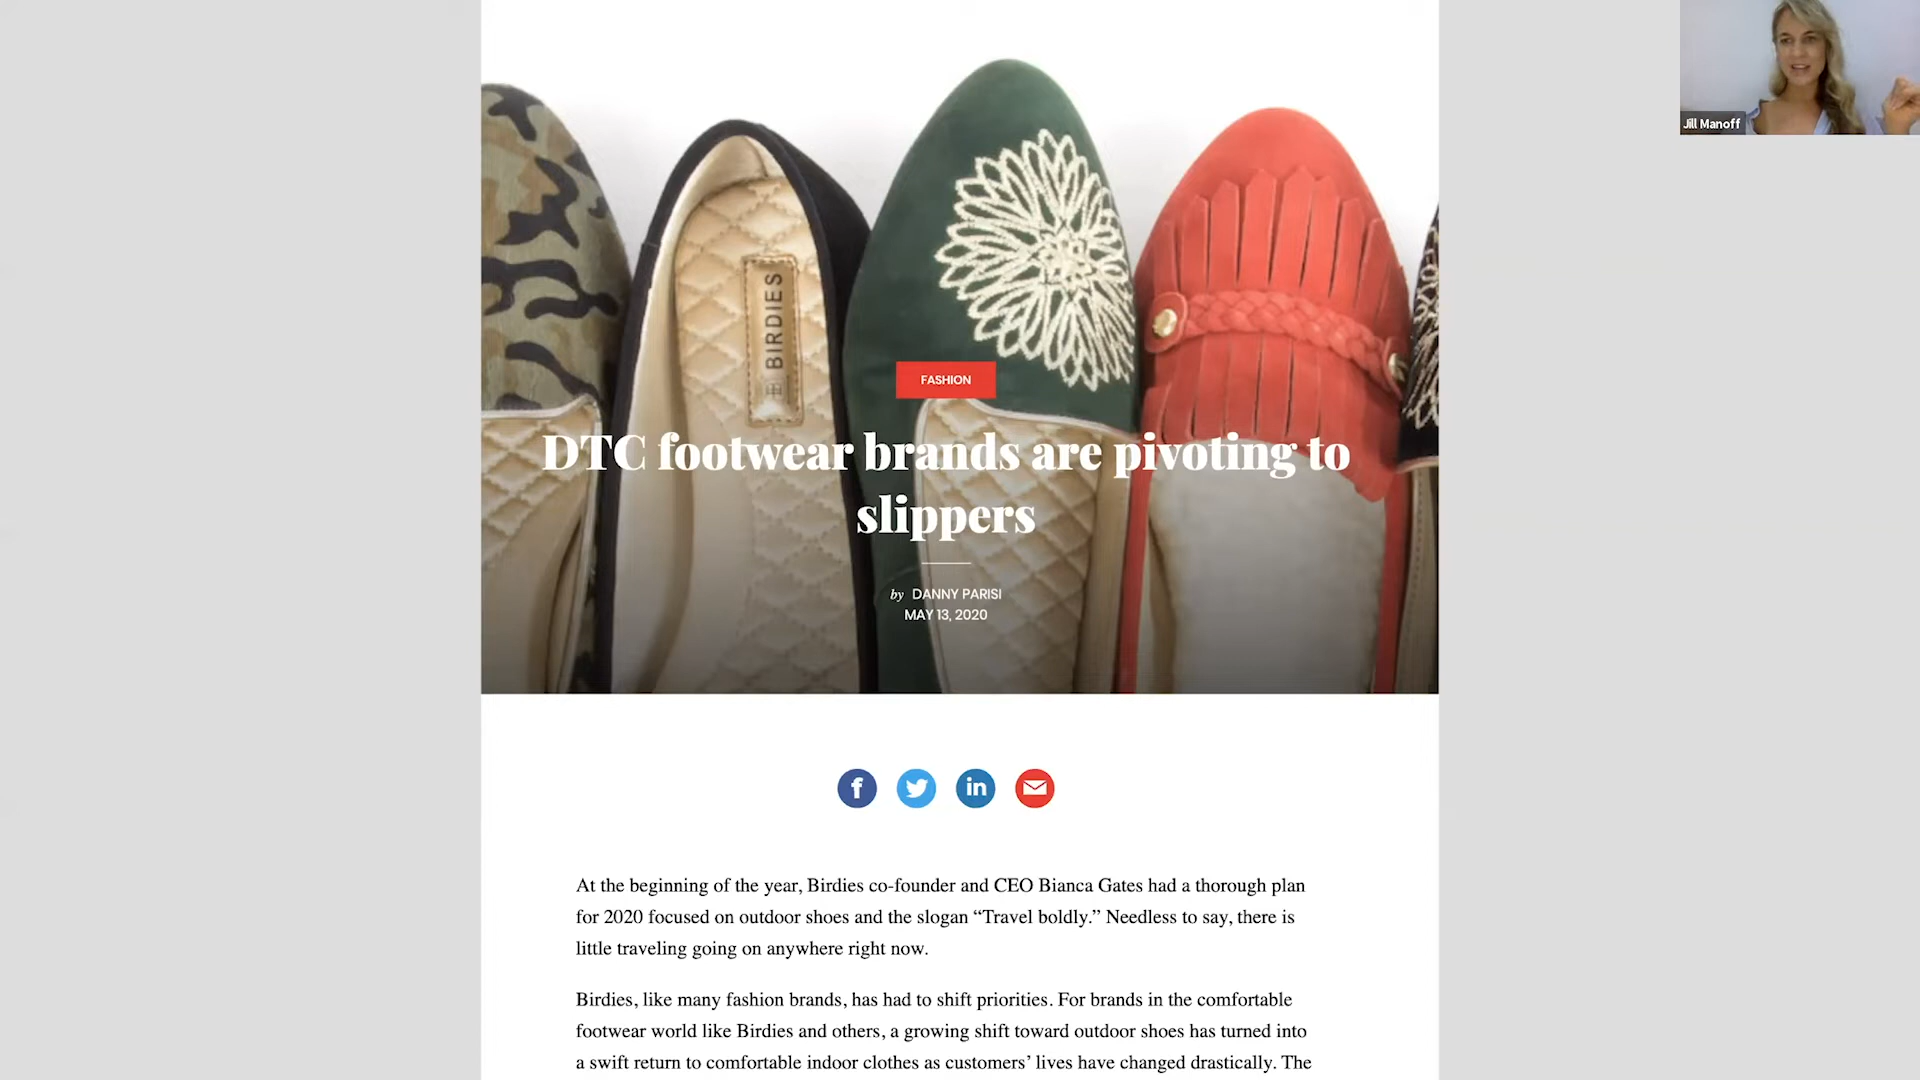 Jill Manoff
BIRDIES
FASHION
DTC footwear brands are pivoting to
slippers
by DANNY PARISI
MAY 13, 2020
f
in
At the beginning of the year, Birdies co-founder and CEO Bianca Gates had a thorough plan
for 2020 focused on outdoor shoes and the slogan “Travel boldly.” Needless to say, there is
little traveling going on anywhere right now.
Birdies, like many fashion brands, has had to shift priorities. For brands in the comfortable
footwear world like Birdies and others, a growing shift toward outdoor shoes has turned into
a swift return to comfortable indoor clothes as customers’ lives have changed drastically. The